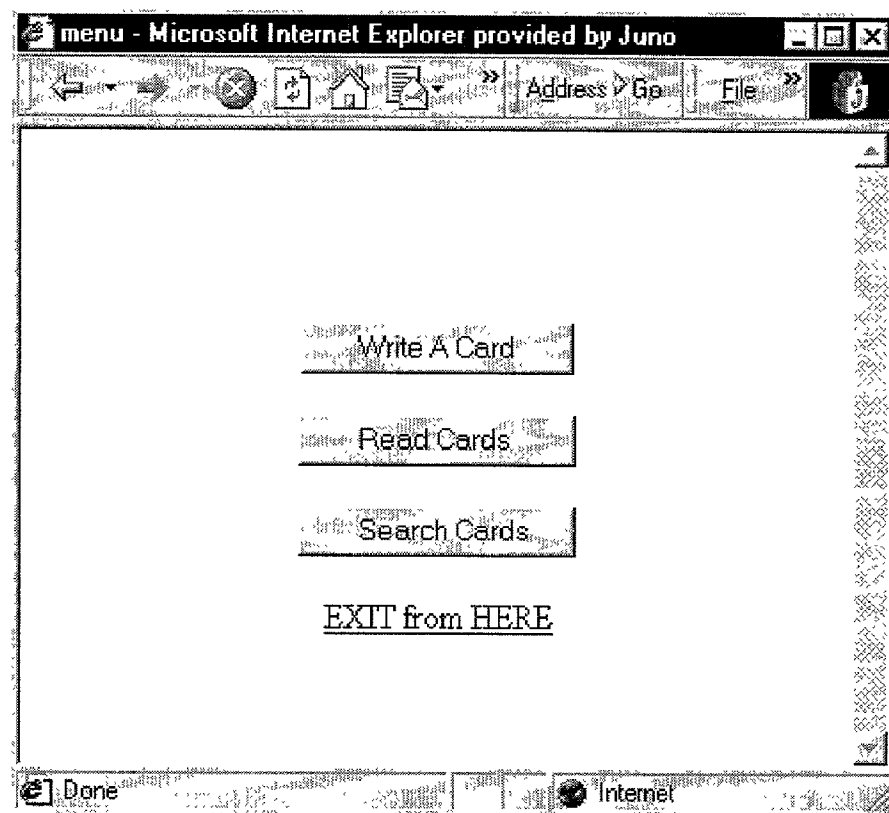 menu - Microsoft Internet Explorer provided by Juno
Address Go File
Write A Card
Read Cards
Search Cards
EXIT from HERE
Done Internet